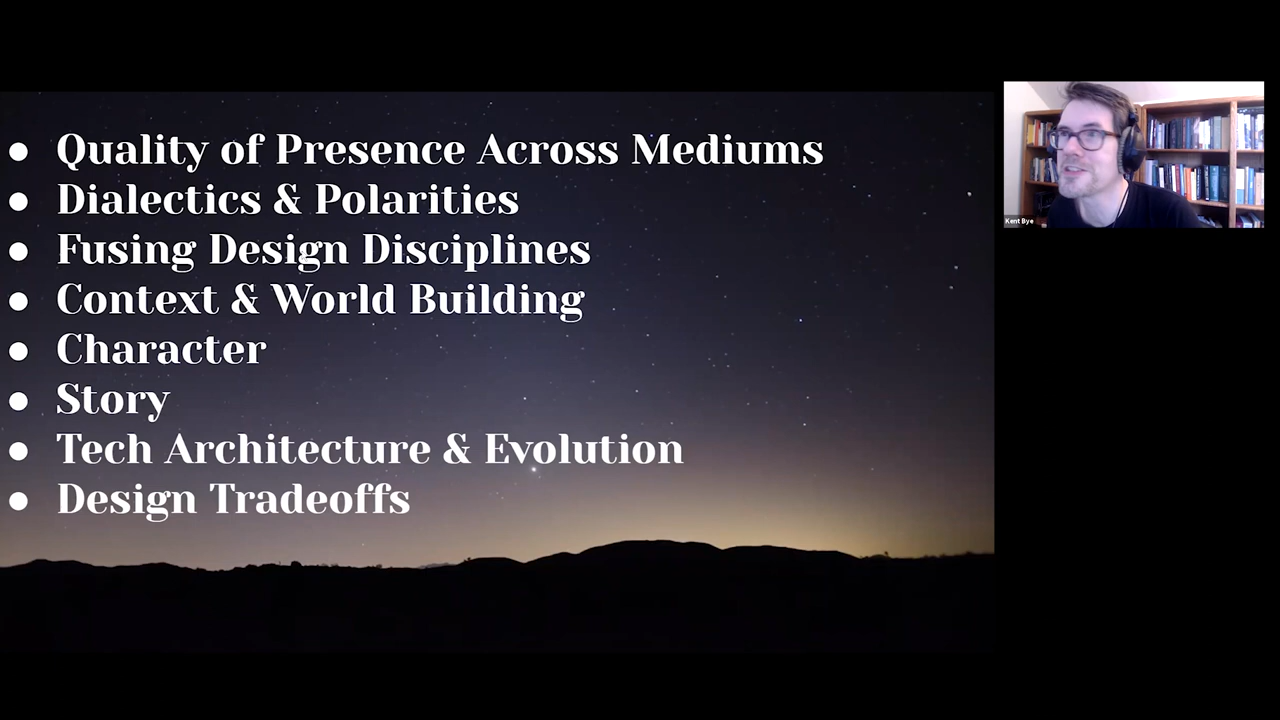 ● Quality of Presence Across Mediums
● Dialectics & Polarities
● Fusing Design Disciplines
● Context & World Building
● Character
● Story
● Tech Architecture & Evolution
● Design Tradeoffs
Kent Bye